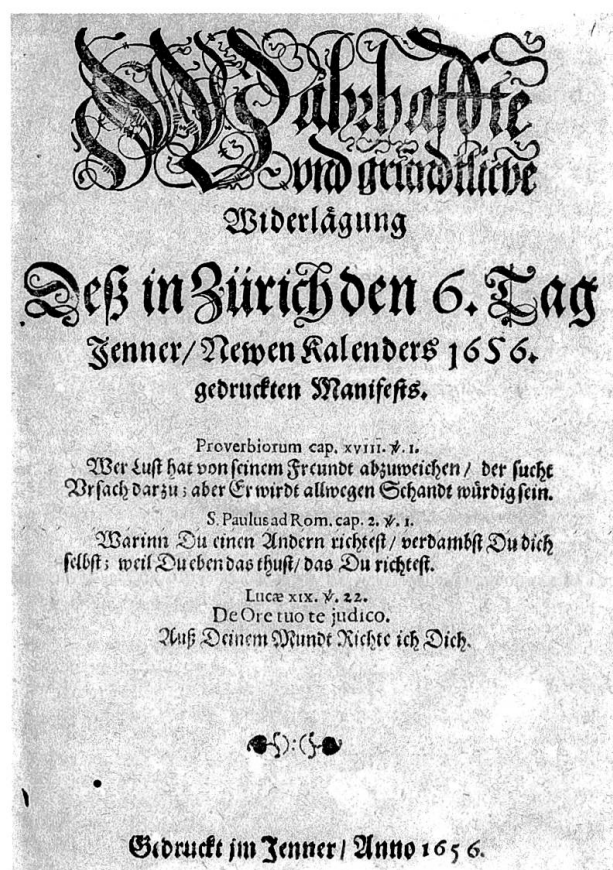 Wahrhaffte
vnd gründtliche
Widerlägung
Deß in Zürich den 6. Tag
Jenner/ Newen Kalenders 1656.
gedruckten Manifests.
Proverbiorum cap. XVIII. ℣. 1.
Wer Lust hat von seinem Freundt abzuweichen / der sucht
Vrsach darzu; aber Er wirdt allwegen Schandt würdig sein.
S. Paulus ad Rom. cap. 2. ℣. 1.
Warinn Du einen Andern richtest/ verdambst Du dich
selbst; weil Du eben das thust/ das Du richtest.
Lucæ XIX. ℣. 22.
De Ore tuo te judico.
Auß Deinem Mundt Richte ich Dich.
Gedruckt jm Jenner / Anno 1656.